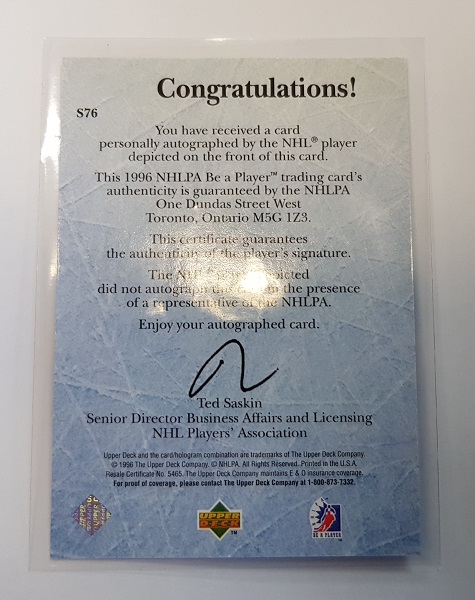 Congratulations!
S76
You have received a card
personally autographed by the NHL® player
depicted on the front of this card.
This 1996 NHLPA Be a Player™ trading card's
authenticity is guaranteed by the NHLPA
One Dundas Street West
Toronto, Ontario M5G 1Z3.
This certificate guarantees
the authenticity of the player's signature.
The NHL
did not autograph this in the presence
of a representative of the NHLPA.
Enjoy your autographed card.
Ted Saskin
Senior Director Business Affairs and Licensing
NHL Players' Association
Upper Deck and the card/hologram combination are trademarks of The Upper Deck Company.
© 1996 The Upper Deck Company. © NHLPA. All Rights Reserved. Printed in the U.S.A.
Resale Certificate No. 5465. The Upper Deck Company maintains E & O insurance coverage.
For proof of coverage, please contact The Upper Deck Company at 1-800-873-7332.
UPPER
DECK
™
BE A PLAYER